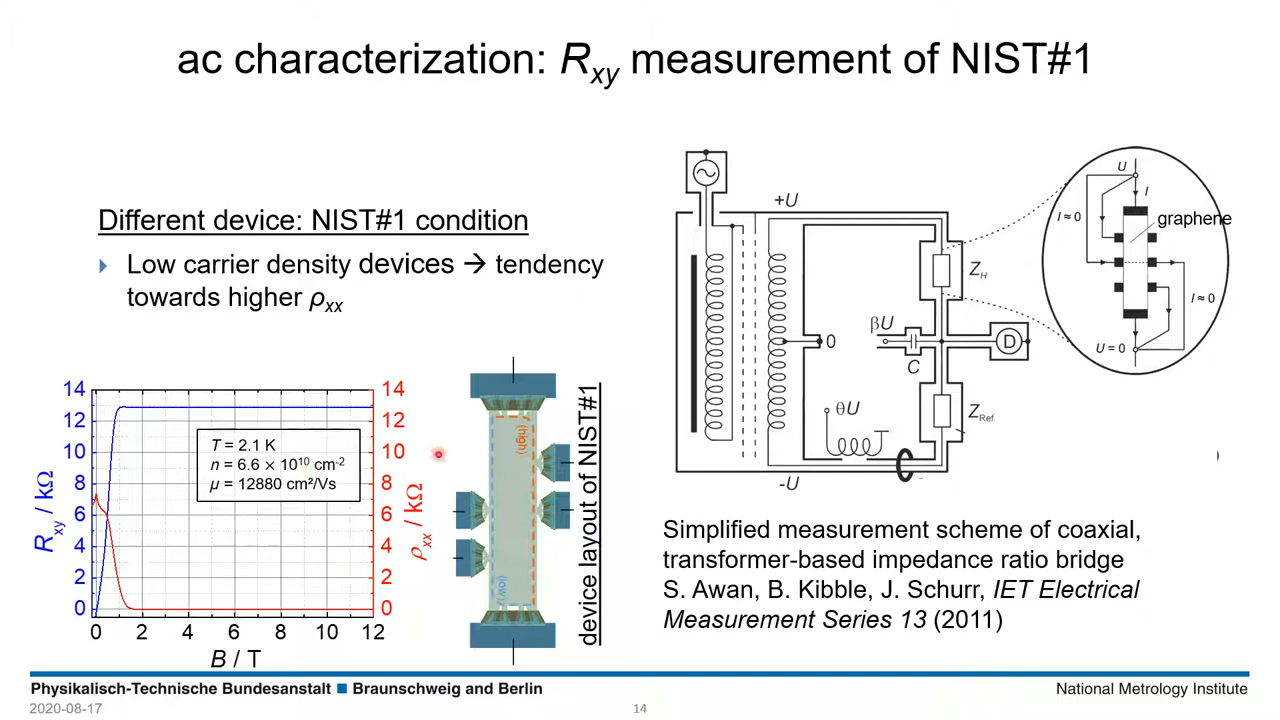 ac characterization: Rxy measurement of NIST#1
Different device: NIST#1 condition
Low carrier density devices → tendency
towards higher ρxx
14 12 10 8 6 4 2 0
Rxy / kΩ
T = 2.1 K
n = 6.6 × 10¹⁰ cm⁻²
μ = 12880 cm²/Vs
14 12 10 8 6 4 2 0
ρxx / kΩ
0 2 4 6 8 10 12
B / T
(high)
(low)
device layout of NIST#1
+U
ZH
βU
0
C
D
θU
ZRef.
-U
U
I
I ≈ 0
graphene
I ≈ 0
U = 0
Simplified measurement scheme of coaxial,
transformer-based impedance ratio bridge
S. Awan, B. Kibble, J. Schurr, IET Electrical
Measurement Series 13 (2011)
Physikalisch-Technische Bundesanstalt ■ Braunschweig and Berlin
National Metrology Institute
2020-08-17
14